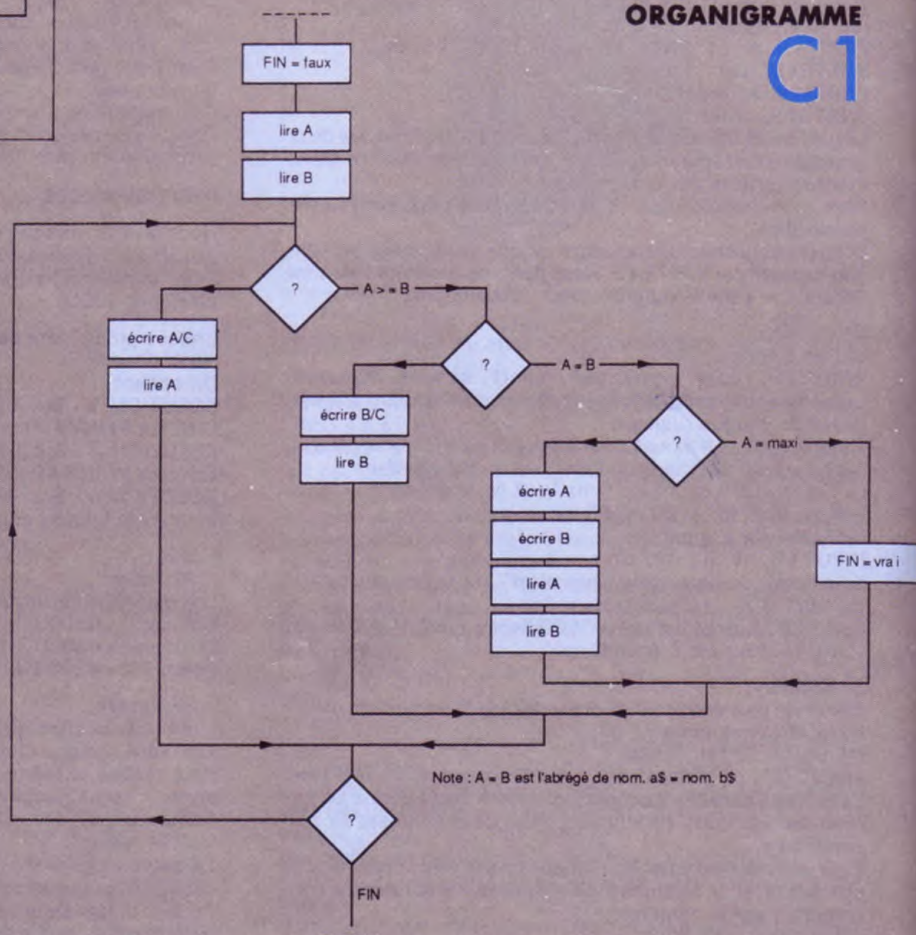 ORGANIGRAMME
C1
FIN = faux
lire A
lire B
?
A > = B
écrire A/C
lire A
?
A = B
écrire B/C
lire B
?
A = maxi
écrire A
écrire B
lire A
lire B
FIN = vrai
Note : A = B est l'abrégé de nom. a$ = nom. b$
?
FIN